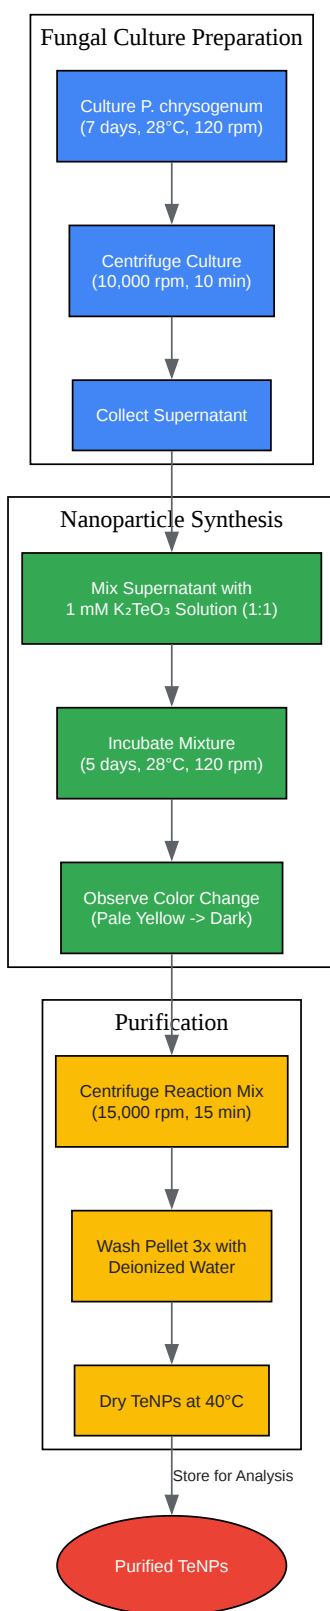 Fungal Culture Preparation
Culture P. chrysogenum
(7 days, 28°C, 120 rpm)
Centrifuge Culture
(10,000 rpm, 10 min)
Collect Supernatant
Nanoparticle Synthesis
Mix Supernatant with
1 mM K₂TeO₃ Solution (1:1)
Incubate Mixture
(5 days, 28°C, 120 rpm)
Observe Color Change
(Pale Yellow -> Dark)
Purification
Centrifuge Reaction Mix
(15,000 rpm, 15 min)
Wash Pellet 3x with
Deionized Water
Dry TeNPs at 40°C
Store for Analysis
Purified TeNPs